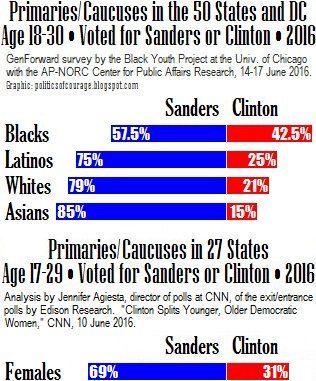 Primaries/Caucuses in the 50 States and DC
Age 18-30 • Voted for Sanders or Clinton • 2016
GenForward survey by the Black Youth Project at the Univ. of Chicago
with the AP-NORC Center for Public Affairs Research, 14-17 June 2016.
Graphic: politicsofcourage.blogspot.com
Sanders Clinton
Blacks 57.5% 42.5%
Latinos 75% 25%
Whites 79% 21%
Asians 85% 15%
Primaries/Caucuses in 27 States
Age 17-29 • Voted for Sanders or Clinton • 2016
Analysis by Jennifer Agiesta, director of polls at CNN, of the exit/entrance
polls by Edison Research. "Clinton Splits Younger, Older Democratic
Women," CNN, 10 June 2016.
Sanders Clinton
Females 69% 31%